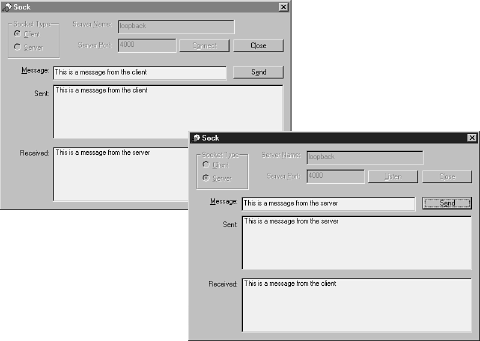 Sock
Socket Type
Client
Server
Server Name:
loopback
Server Port:
4000
Connect
Close
Message:
This is a message from the client
Send
Sent:
This is a message from the client
Received:
This is a message from the server
Sock
Socket Type
Client
Server
Server Name:
loopback
Server Port:
4000
Listen
Close
Message:
This is a message from the server
Send
Sent:
This is a message from the server
Received:
This is a message from the client